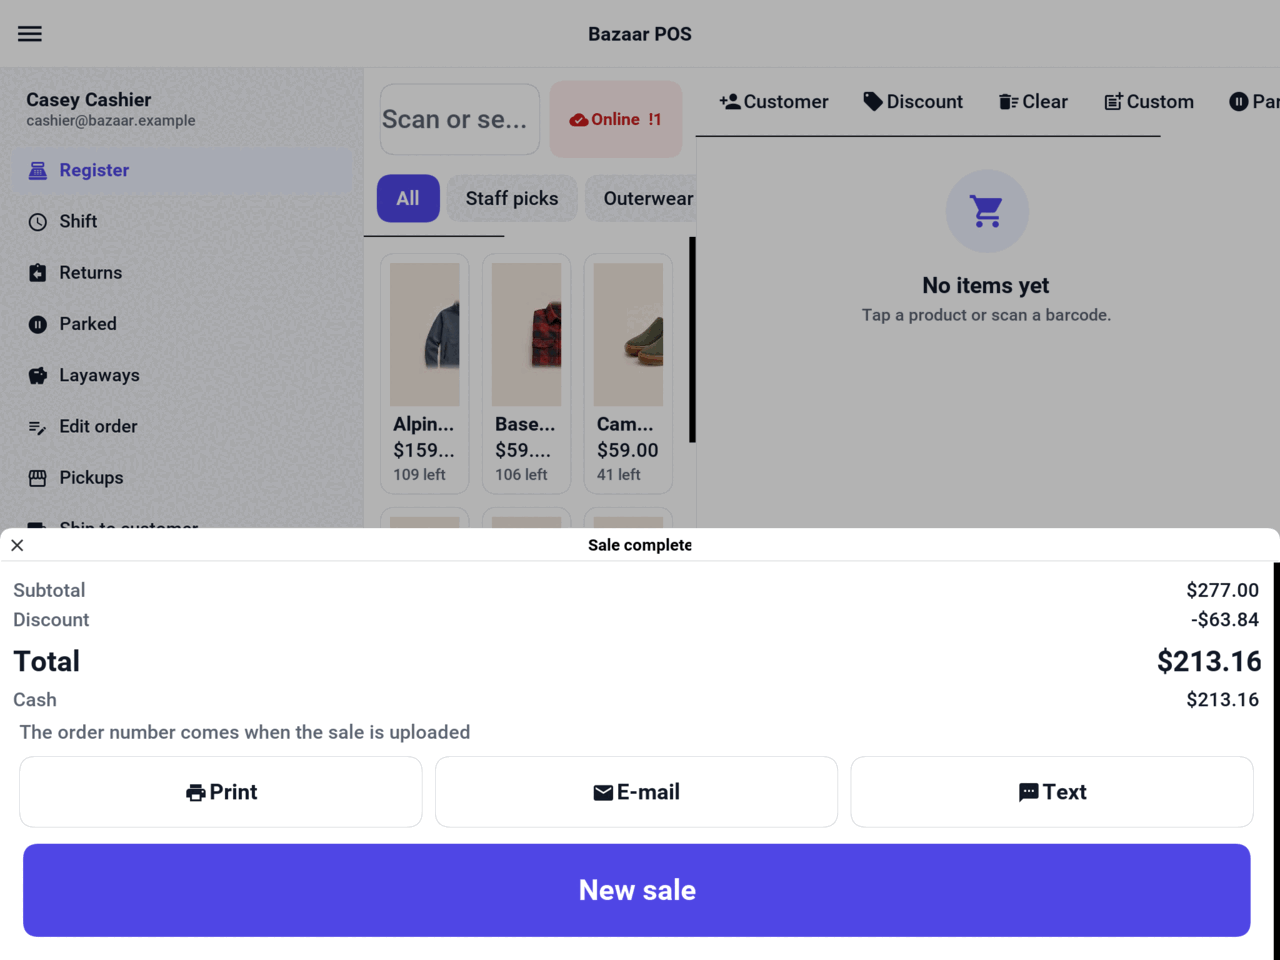 Bazaar POS
Casey Cashier
cashier@bazaar.example
Register
Shift
Returns
Parked
Layaways
Edit order
Pickups
Ship to customer
Scan or se...
Online !1
All
Staff picks
Outerwear
Alpin...
$159...
109 left
Base...
$59....
106 left
Cam...
$59.00
41 left
Customer
Discount
Clear
Custom
Par
No items yet
Tap a product or scan a barcode.
Sale complete
Subtotal $277.00
Discount -$63.84
Total $213.16
Cash $213.16
The order number comes when the sale is uploaded
Print
E-mail
Text
New sale